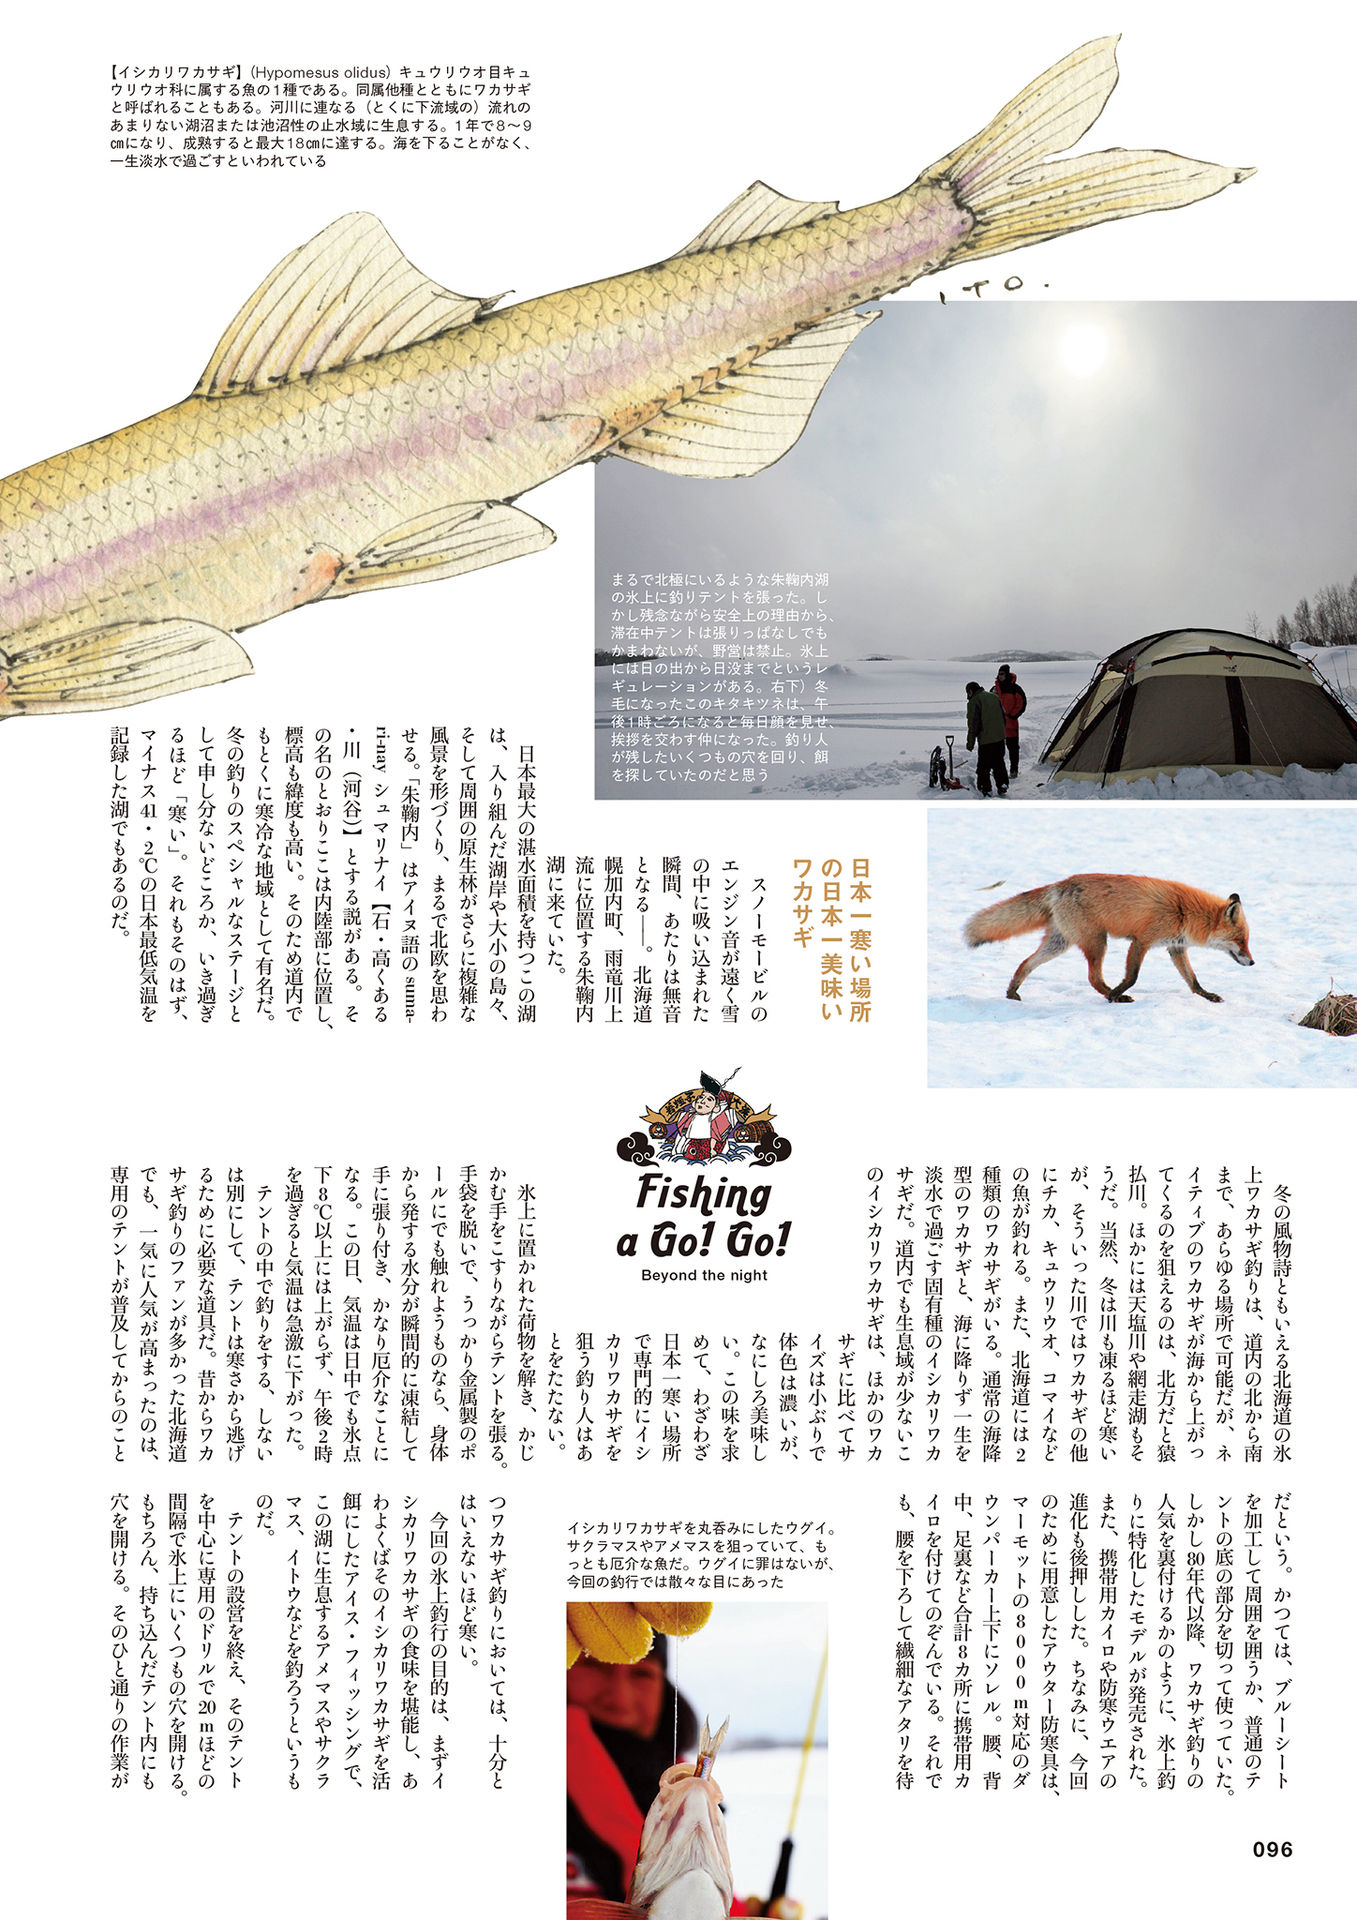 【イシカリワカサギ】（Hypomesus olidus）キュウリウオ目キュ
ウリウオ科に属する魚の1種である。同属他種とともにワカサギ
と呼ばれることもある。河川に連なる（とくに下流域の）流れの
あまりない湖沼または池沼性の止水域に生息する。1年で8～9
㎝になり、成熟すると最大18㎝に達する。海を下ることがなく、
一生淡水で過ごすといわれている
ITO.
まるで北極にいるような朱鞠内湖
の氷上に釣りテントを張った。し
かし残念ながら安全上の理由から、
滞在中テントは張りっぱなしでも
かまわないが、野営は禁止。氷上
には日の出から日没までというレ
ギュレーションがある。右下）冬
毛になったこのキタキツネは、午
後1時ごろになると毎日顔を見せ、
挨拶を交わす仲になった。釣り人
が残したいくつもの穴を回り、餌
を探していたのだと思う
日本一寒い場所
の日本一美味い
ワカサギ
スノーモービルの
エンジン音が遠く雪
の中に吸い込まれた
瞬間、あたりは無音
となる――。北海道
幌加内町、雨竜川上
流に位置する朱鞠内
湖に来ていた。
日本最大の湛水面積を持つこの湖
は、入り組んだ湖岸や大小の島々、
そして周囲の原生林がさらに複雑な
風景を形づくり、まるで北欧を思わ
せる。「朱鞠内」はアイヌ語のsuma-
ri-nay シュマリナイ【石・高くある
・川（河谷）】とする説がある。そ
の名のとおりここは内陸部に位置し、
標高も緯度も高い。そのため道内で
もとくに寒冷な地域として有名だ。
冬の釣りのスペシャルなステージと
して申し分ないどころか、いき過ぎ
るほど「寒い」。それもそのはず、
マイナス41・2℃の日本最低気温を
記録した湖でもあるのだ。
Fishing
a Go! Go!
Beyond the night
冬の風物詩ともいえる北海道の氷
上ワカサギ釣りは、道内の北から南
まで、あらゆる場所で可能だが、ネ
イティブのワカサギが海から上がっ
てくるのを狙えるのは、北方だと猿
払川。ほかには天塩川や網走湖もそ
うだ。当然、冬は川も凍るほど寒い
が、そういった川ではワカサギの他
にチカ、キュウリウオ、コマイなど
の魚が釣れる。また、北海道には2
種類のワカサギがいる。通常の海降
型のワカサギと、海に降りず一生を
淡水で過ごす固有種のイシカリワカ
サギだ。道内でも生息域が少ないこ
のイシカリワカサギは、ほかのワカ
サギに比べてサ
イズは小ぶりで
体色は濃いが、
なにしろ美味し
い。この味を求
めて、わざわざ
日本一寒い場所
で専門的にイシ
カリワカサギを
狙う釣り人はあ
とをたたない。
氷上に置かれた荷物を解き、かじ
かむ手をこすりながらテントを張る。
手袋を脱いで、うっかり金属製のポ
ールにでも触れようものなら、身体
から発する水分が瞬間的に凍結して
手に張り付き、かなり厄介なことに
なる。この日、気温は日中でも氷点
下8℃以上には上がらず、午後2時
を過ぎると気温は急激に下がった。
テントの中で釣りをする、しない
は別にして、テントは寒さから逃げ
るために必要な道具だ。昔からワカ
サギ釣りのファンが多かった北海道
でも、一気に人気が高まったのは、
専用のテントが普及してからのこと
だという。かつては、ブルーシート
を加工して周囲を囲うか、普通のテ
ントの底の部分を切って使っていた。
しかし80年代以降、ワカサギ釣りの
人気を裏付けるかのように、氷上釣
りに特化したモデルが発売された。
また、携帯用カイロや防寒ウエアの
進化も後押しした。ちなみに、今回
のために用意したアウター防寒具は、
マーモットの8000m対応のダ
ウンパーカー上下にソレル。腰、背
中、足裏など合計8カ所に携帯用カ
イロを付けてのぞんでいる。それで
も、腰を下ろして繊細なアタリを待
イシカリワカサギを丸呑みにしたウグイ。
サクラマスやアメマスを狙っていて、も
っとも厄介な魚だ。ウグイに罪はないが、
今回の釣行では散々な目にあった
つワカサギ釣りにおいては、十分と
はいえないほど寒い。
今回の氷上釣行の目的は、まずイ
シカリワカサギの食味を堪能し、あ
わよくばそのイシカリワカサギを活
餌にしたアイス・フィッシングで、
この湖に生息するアメマスやサクラ
マス、イトウなどを釣ろうというも
のだ。
テントの設営を終え、そのテント
を中心に専用のドリルで20mほどの
間隔で氷上にいくつもの穴を開ける。
もちろん、持ち込んだテント内にも
穴を開ける。そのひと通りの作業が
096